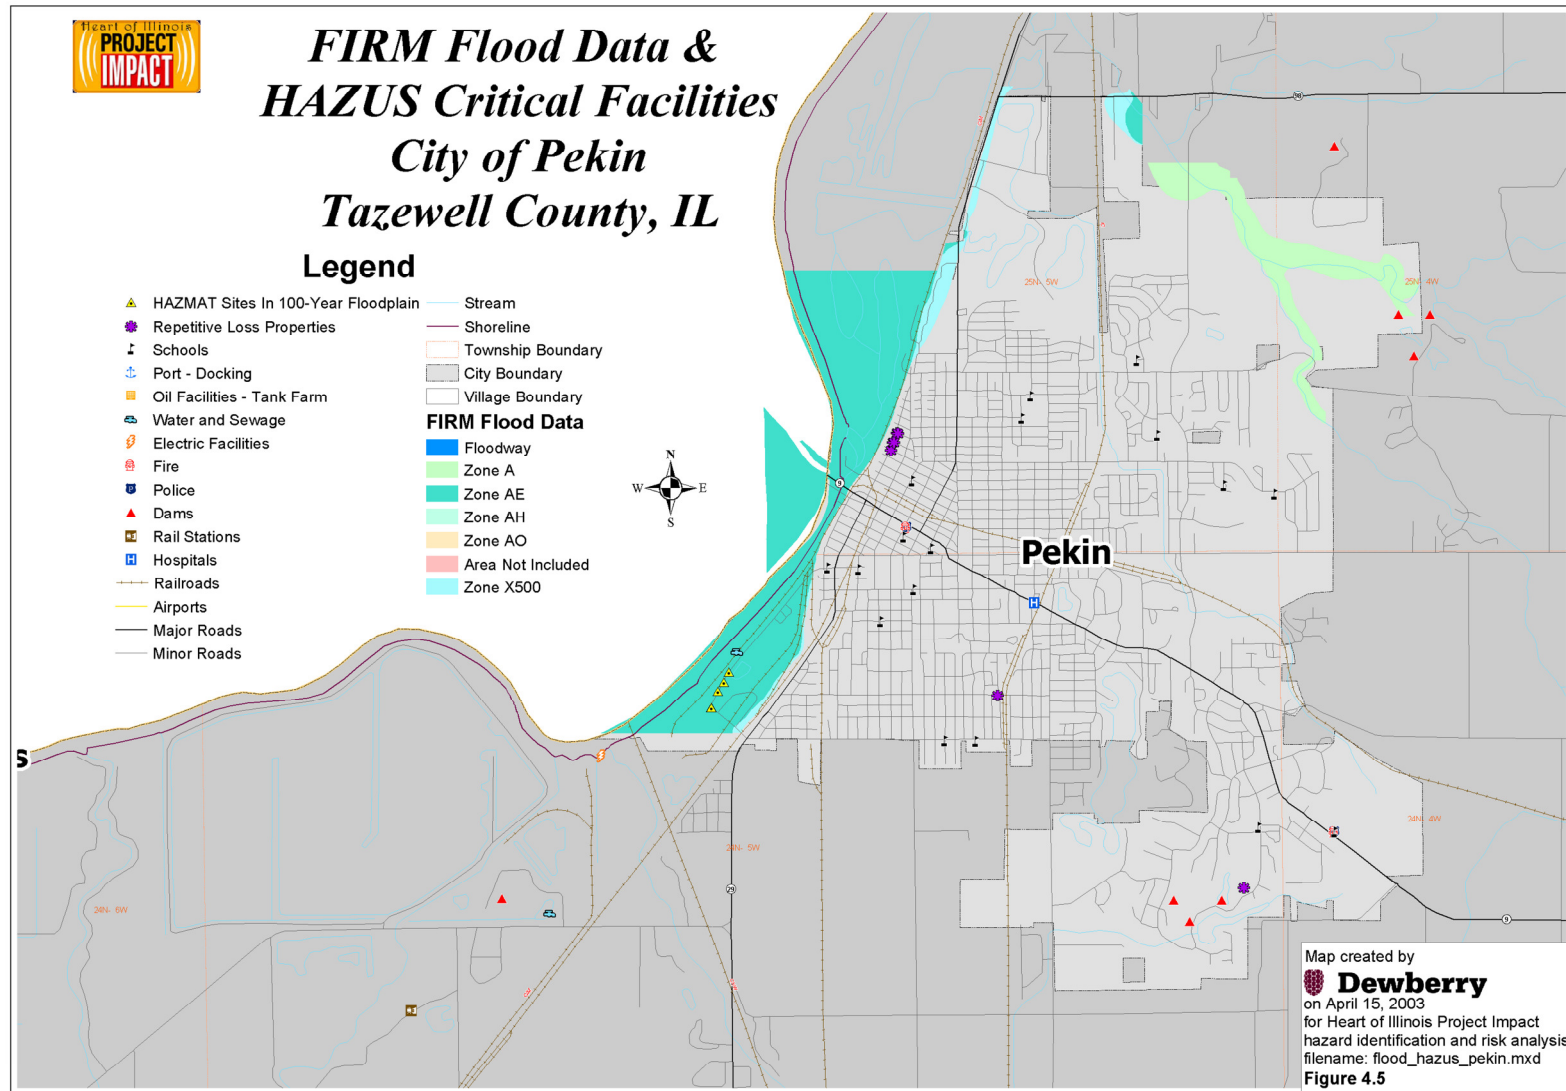 Heart of Illinois
PROJECT
IMPACT
FIRM Flood Data &
HAZUS Critical Facilities
City of Pekin
Tazewell County, IL
Legend
HAZMAT Sites In 100-Year Floodplain
Repetitive Loss Properties
Schools
Port - Docking
Oil Facilities - Tank Farm
Water and Sewage
Electric Facilities
Fire
Police
Dams
Rail Stations
Hospitals
Railroads
Airports
Major Roads
Minor Roads
Stream
Shoreline
Township Boundary
City Boundary
Village Boundary
FIRM Flood Data
Floodway
Zone A
Zone AE
Zone AH
Zone AO
Area Not Included
Zone X500
N
W E
S
98
25N- 5W
25N- 4W
9
Pekin
H
s
24N- 4W
24N- 6W
29
9
Map created by
Dewberry
on April 15, 2003
for Heart of Illinois Project Impact
hazard identification and risk analysis
filename: flood_hazus_pekin.mxd
Figure 4.5